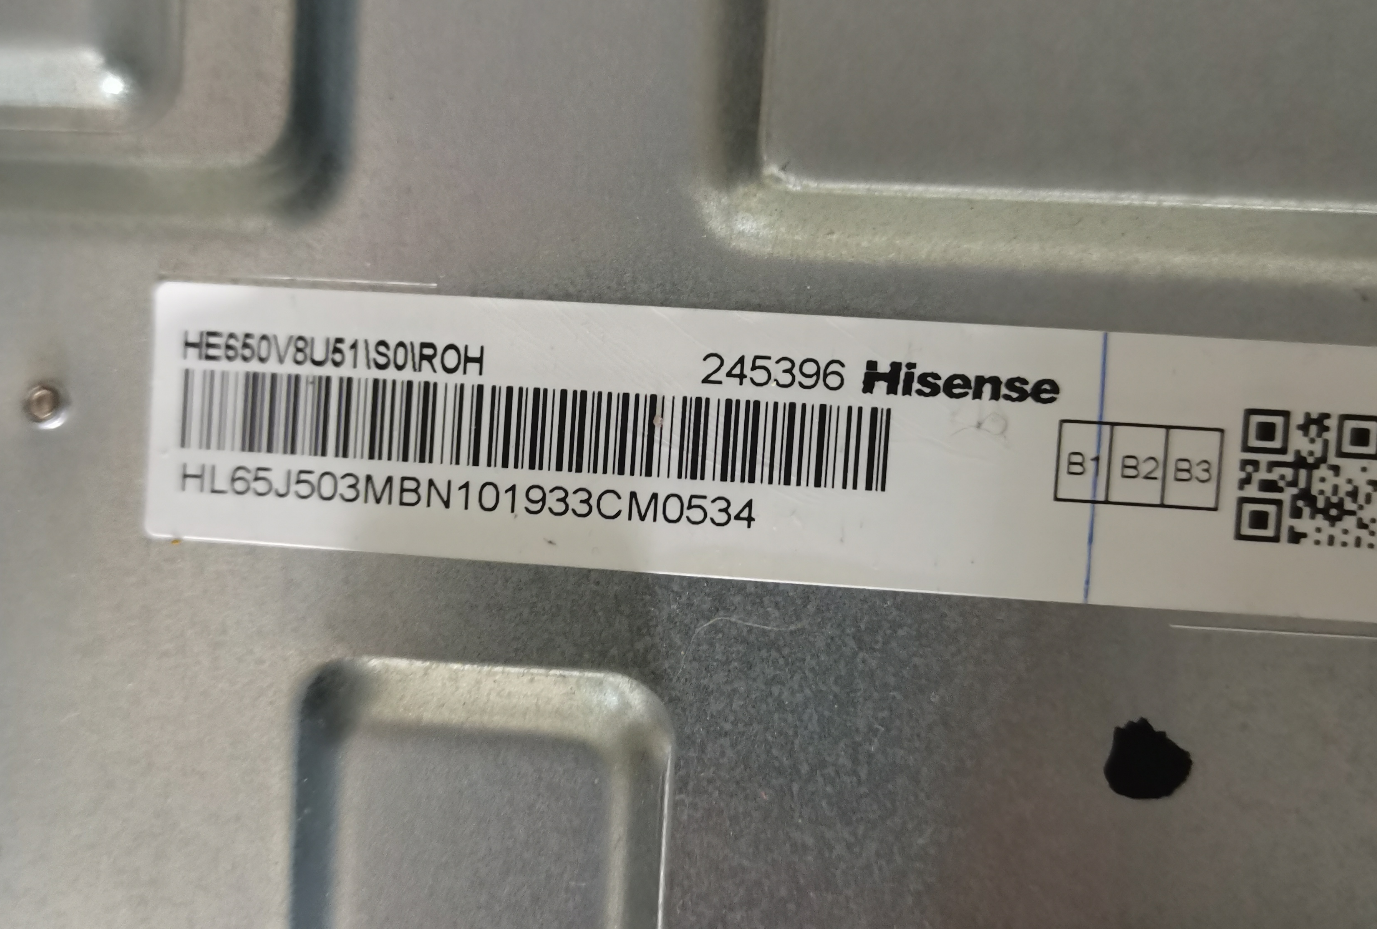 HE650V8U51\S0\ROH
245396 Hisense
HL65J503MBN101933CM0534
B1 B2 B3